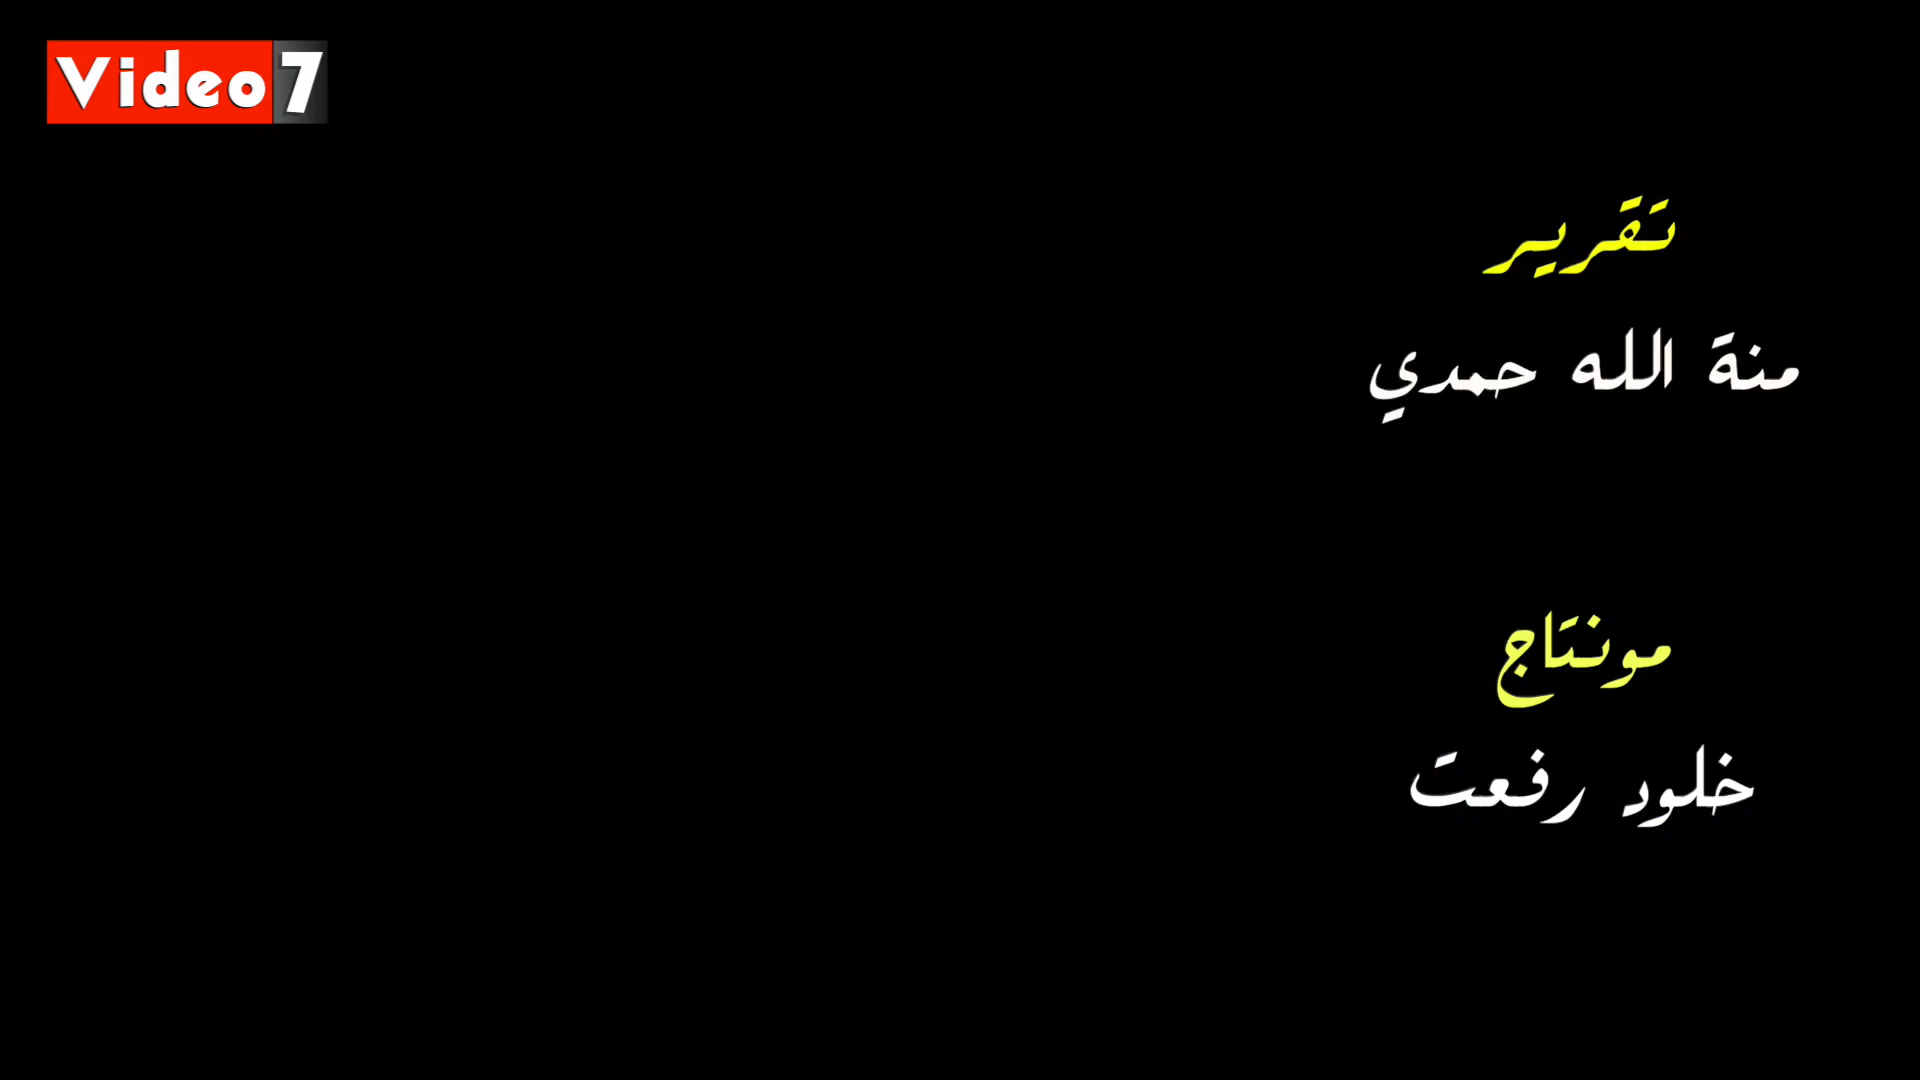 Video7
تقرير
منة الله حمدي
مونتاج
خلود رفعت